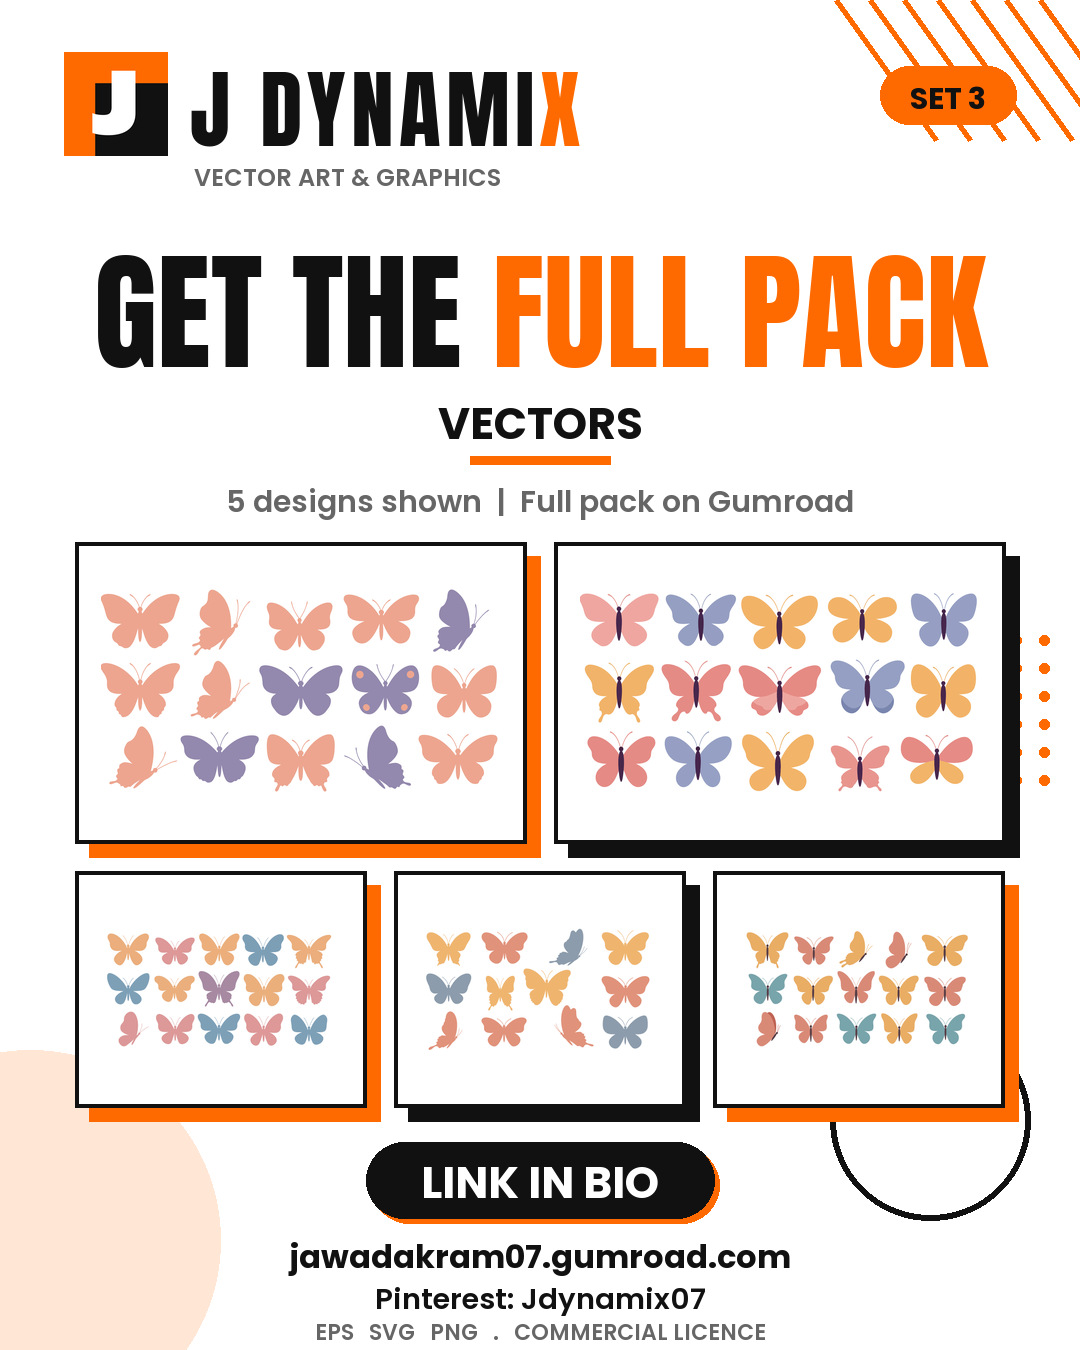 J
J DYNAMIX
VECTOR ART & GRAPHICS
SET 3
GET THE FULL PACK
VECTORS
5 designs shown | Full pack on Gumroad
LINK IN BIO
jawadakram07.gumroad.com
Pinterest: Jdynamix07
EPS SVG PNG . COMMERCIAL LICENCE